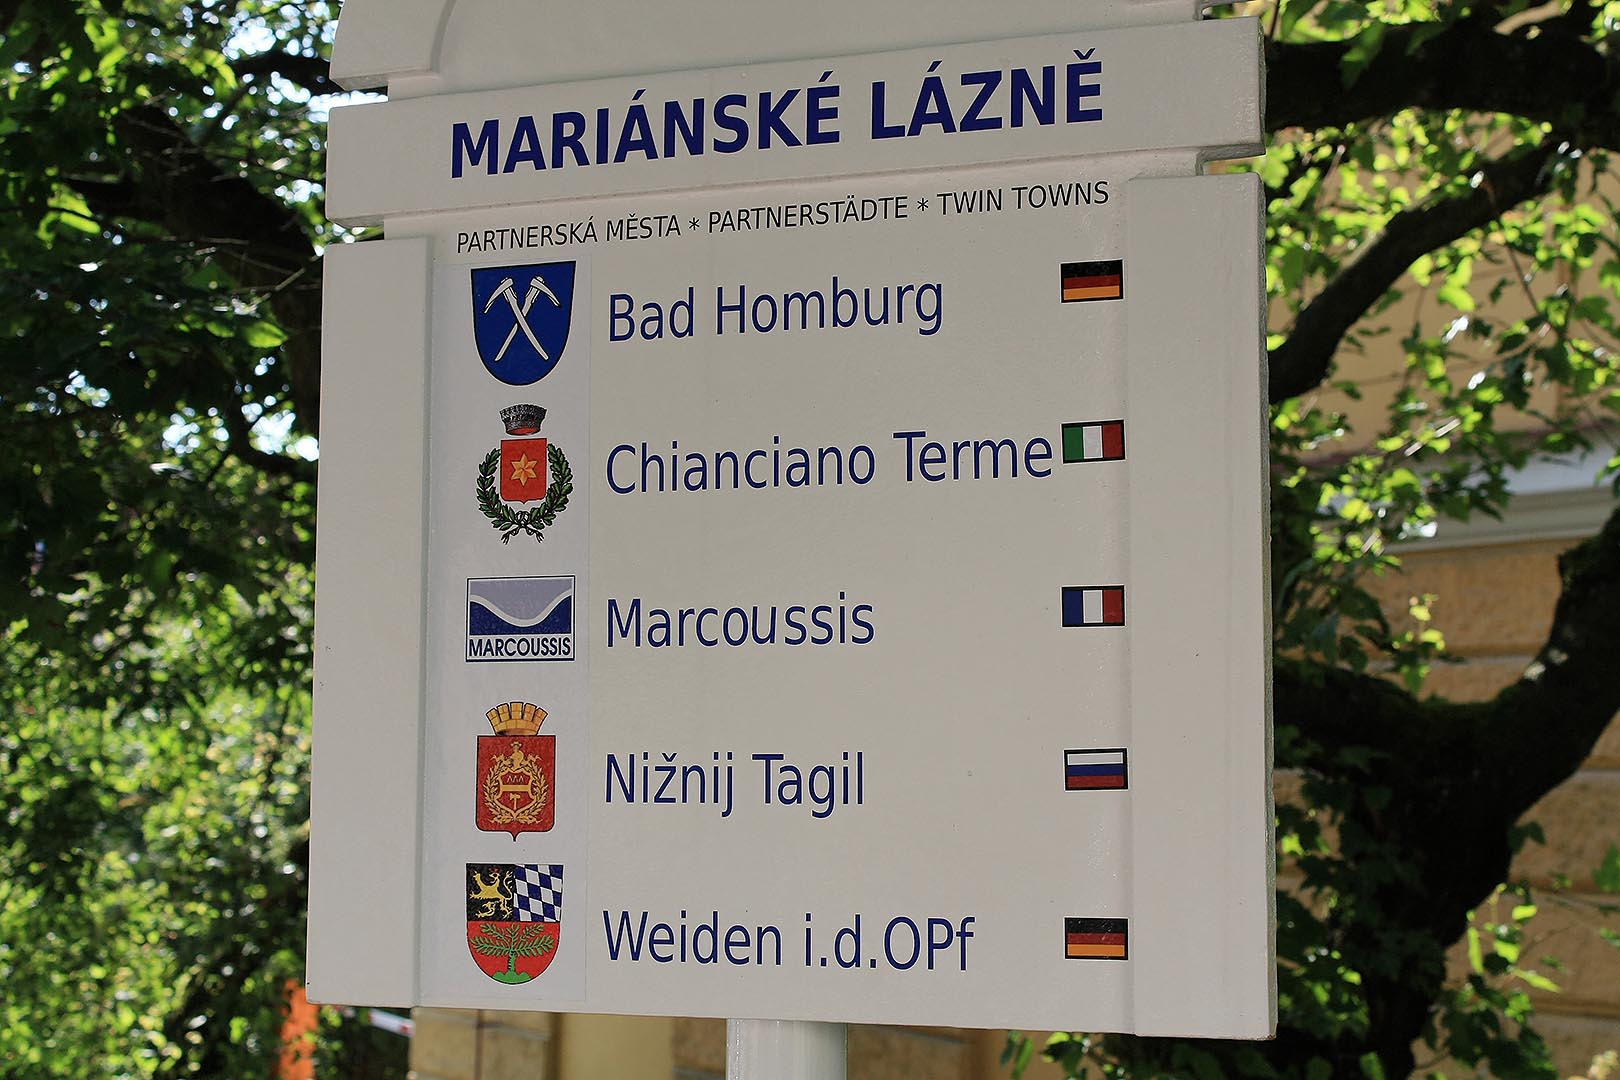 MARIÁNSKÉ LÁZNĚ
PARTNERSKÁ MĚSTA * PARTNERSTÄDTE * TWIN TOWNS
Bad Homburg
Chianciano Terme
MARCOUSSIS
Marcoussis
Nižnij Tagil
Weiden i.d.OPf